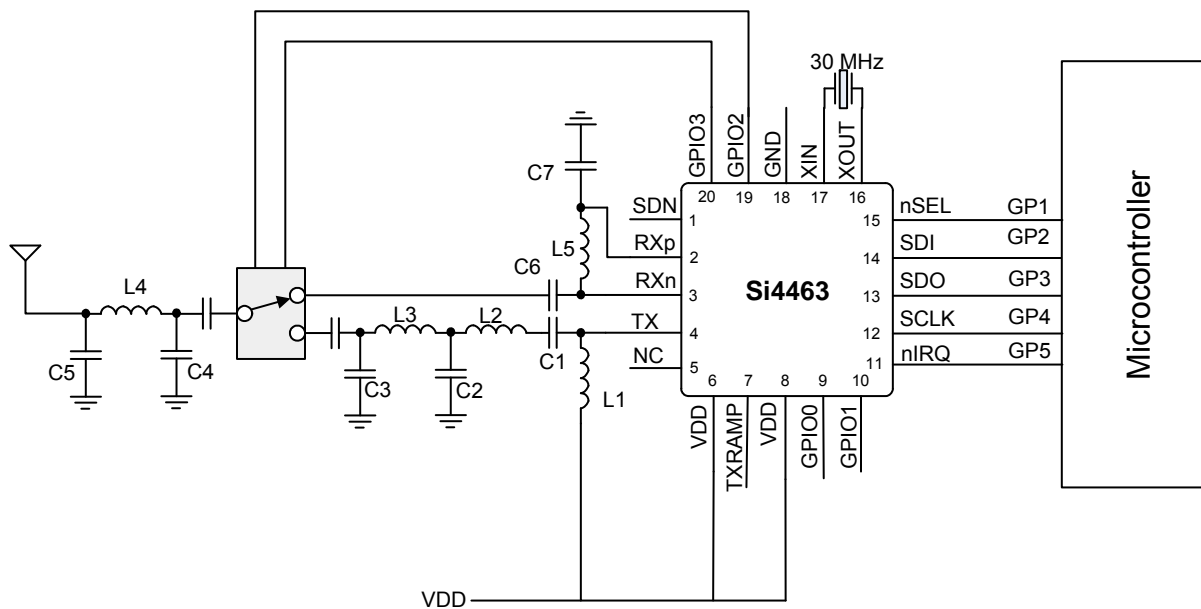 30 MHz
GPIO3
GPIO2
GND
XIN
XOUT
20
19
18
17
16
C7
SDN
1
RXp
2
L5
C6
RXn
3
L4
L3
L2
TX
4
C1
NC
5
C5
C4
C3
C2
L1
Si4463
15
nSEL
GP1
14
SDI
GP2
13
SDO
GP3
12
SCLK
GP4
11
nIRQ
GP5
Microcontroller
6
7
8
9
10
VDD
TXRAMP
VDD
GPIO0
GPIO1
VDD